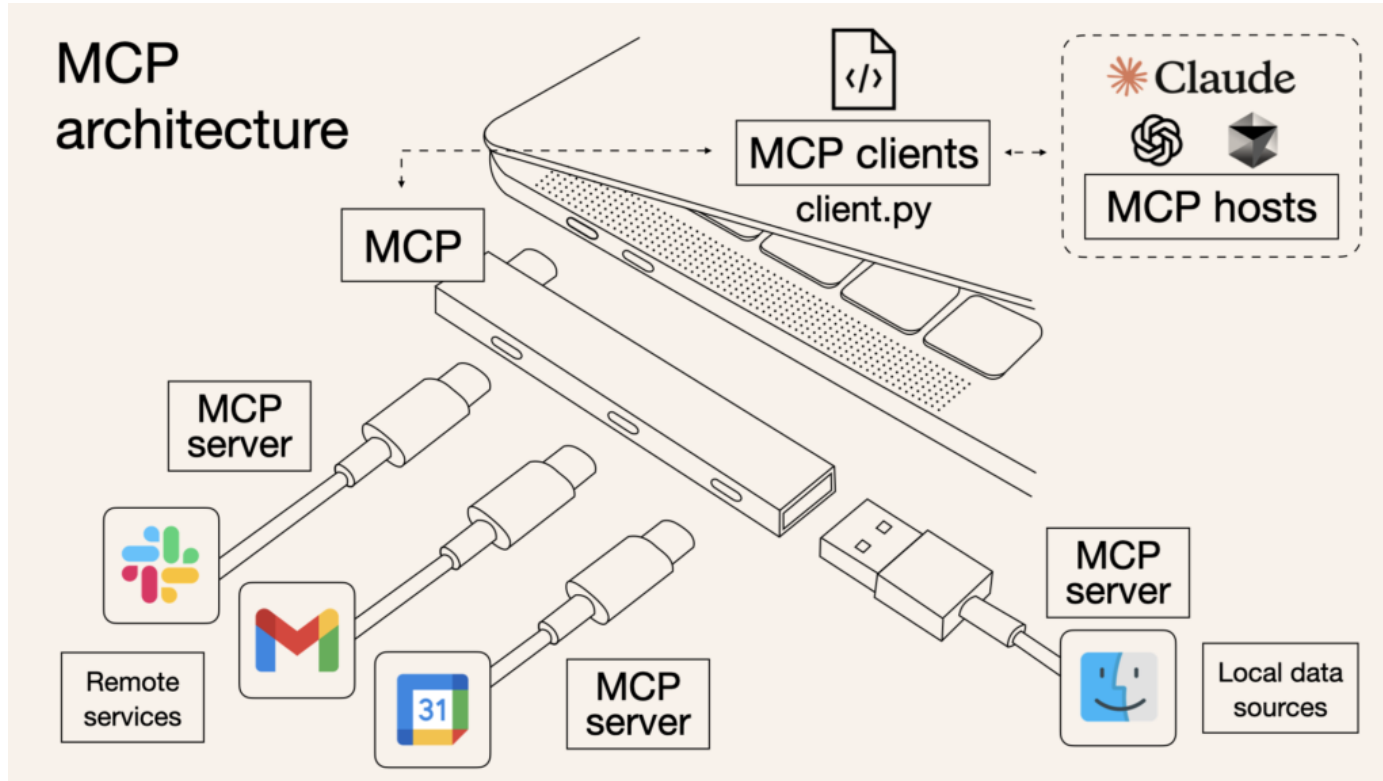 MCP
architecture
</>
MCP clients
client.py
Claude
MCP hosts
MCP
MCP
server
Remote
services
31
MCP
server
MCP
server
Local data
sources